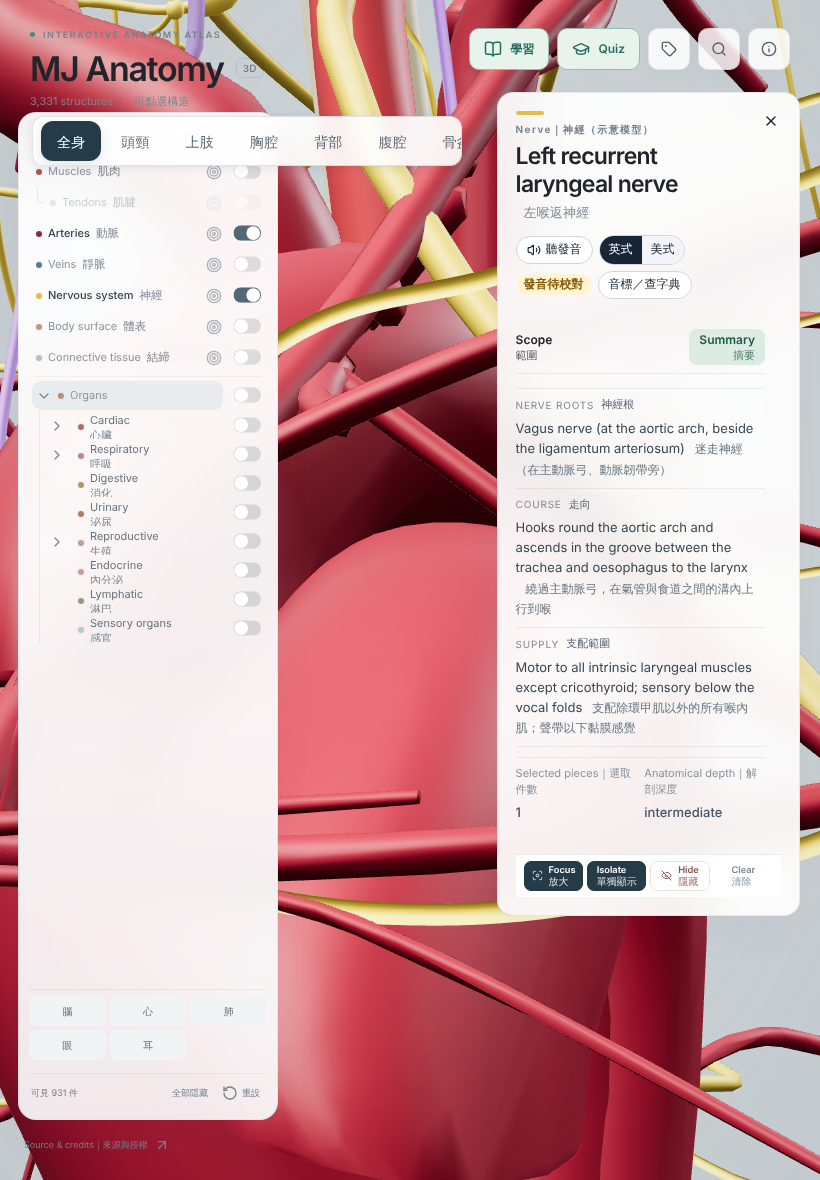 INTERACTIVE ANATOMY ATLAS
MJ Anatomy 3D
3,331 structures · 可點選構造
學習
Quiz
全身 頭頸 上肢 胸腔 背部 腹腔
Muscles 肌肉
Tendons 肌腱
Arteries 動脈
Veins 靜脈
Nervous system 神經
Body surface 體表
Connective tissue 結締
Organs
Cardiac
心臟
Respiratory
呼吸
Digestive
消化
Urinary
泌尿
Reproductive
生殖
Endocrine
內分泌
Lymphatic
淋巴
Sensory organs
感官
腦 心 肺
眼 耳
可見 931 件 全部隱藏 重設
Source & credits | 來源與授權
Nerve | 神經（示意模型）
Left recurrent
laryngeal nerve
左喉返神經
聽發音 英式 美式
發音待校對 音標／查字典
Scope
範圍
Summary
摘要
NERVE ROOTS 神經根
Vagus nerve (at the aortic arch, beside
the ligamentum arteriosum) 迷走神經
（在主動脈弓、動脈韌帶旁）
COURSE 走向
Hooks round the aortic arch and
ascends in the groove between the
trachea and oesophagus to the larynx
繞過主動脈弓，在氣管與食道之間的溝內上
行到喉
SUPPLY 支配範圍
Motor to all intrinsic laryngeal muscles
except cricothyroid; sensory below the
vocal folds 支配除環甲肌以外的所有喉內
肌；聲帶以下黏膜感覺
Selected pieces | 選取
件數
1
Anatomical depth | 解
剖深度
intermediate
Focus
放大
Isolate
單獨顯示
Hide
隱藏
Clear
清除